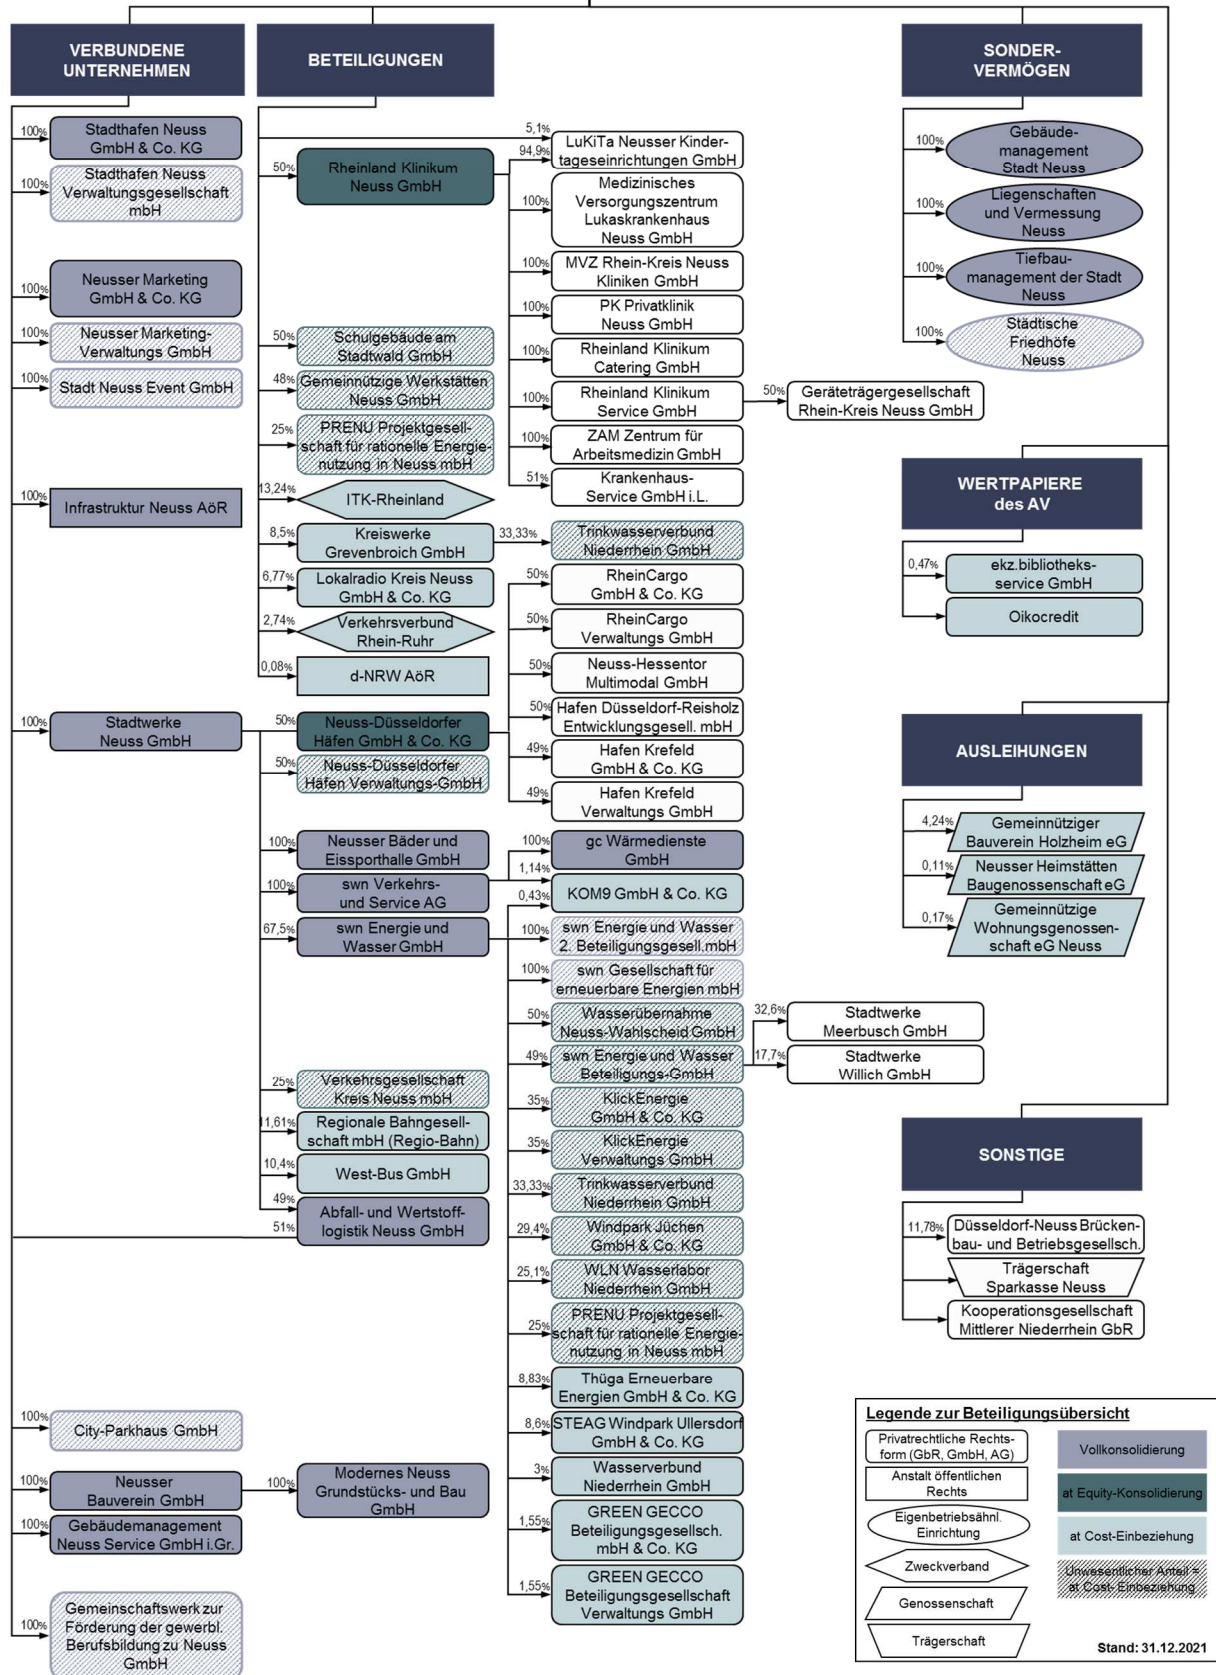 VERBUNDENE
UNTERNEHMEN
100%
Stadthafen Neuss
GmbH & Co. KG
100%
Stadthafen Neuss
Verwaltungsgesellschaft
mbH
100%
Neusser Marketing
GmbH & Co. KG
100%
Neusser Marketing-
Verwaltungs GmbH
100%
Stadt Neuss Event GmbH
100%
Infrastruktur Neuss AöR
100%
Stadtwerke
Neuss GmbH
100%
City-Parkhaus GmbH
100%
Neusser
Bauverein GmbH
100%
Gebäudemanagement
Neuss Service GmbH i.Gr.
100%
Gemeinschaftswerk zur
Förderung der gewerbl.
Berufsbildung zu Neuss
GmbH
BETEILIGUNGEN
50%
Rheinland Klinikum
Neuss GmbH
50%
Schulgebäude am
Stadtwald GmbH
48%
Gemeinnützige Werkstätten
Neuss GmbH
25%
PRENU Projektgesell-
schaft für rationelle Energie-
nutzung in Neuss mbH
13,24%
ITK-Rheinland
8,5%
Kreiswerke
Grevenbroich GmbH
6,77%
Lokalradio Kreis Neuss
GmbH & Co. KG
2,74%
Verkehrsverbund
Rhein-Ruhr
0,08%
d-NRW AöR
50%
Neuss-Düsseldorfer
Häfen GmbH & Co. KG
50%
Neuss-Düsseldorfer
Häfen Verwaltungs-GmbH
100%
Neusser Bäder und
Eissporthalle GmbH
100%
swn Verkehrs-
und Service AG
67,5%
swn Energie und
Wasser GmbH
25%
Verkehrsgesellschaft
Kreis Neuss mbH
11,61%
Regionale Bahngesell-
schaft mbH (Regio-Bahn)
10,4%
West-Bus GmbH
49%
51%
Abfall- und Wertstoff-
logistik Neuss GmbH
100%
Modernes Neuss
Grundstücks- und Bau
GmbH
5,1%
94,9%
LuKiTa Neusser Kinder-
tageseinrichtungen GmbH
100%
Medizinisches
Versorgungszentrum
Lukaskrankenhaus
Neuss GmbH
100%
MVZ Rhein-Kreis Neuss
Kliniken GmbH
100%
PK Privatklinik
Neuss GmbH
100%
Rheinland Klinikum
Catering GmbH
100%
Rheinland Klinikum
Service GmbH
50%
Geräteträgergesellschaft
Rhein-Kreis Neuss GmbH
100%
ZAM Zentrum für
Arbeitsmedizin GmbH
51%
Krankenhaus-
Service GmbH i.L.
33,33%
Trinkwasserverbund
Niederrhein GmbH
50%
RheinCargo
GmbH & Co. KG
50%
RheinCargo
Verwaltungs GmbH
50%
Neuss-Hessentor
Multimodal GmbH
50%
Hafen Düsseldorf-Reisholz
Entwicklungsgesell. mbH
49%
Hafen Krefeld
GmbH & Co. KG
49%
Hafen Krefeld
Verwaltungs GmbH
100%
gc Wärmedienste
GmbH
1,14%
0,43%
KOM9 GmbH & Co. KG
100%
swn Energie und Wasser
2. Beteiligungsgesell.mbH
100%
swn Gesellschaft für
erneuerbare Energien mbH
50%
Wasserübernahme
Neuss-Wahlscheid GmbH
49%
swn Energie und Wasser
Beteiligungs-GmbH
32,6%
Stadtwerke
Meerbusch GmbH
17,7%
Stadtwerke
Willich GmbH
35%
KlickEnergie
GmbH & Co. KG
35%
KlickEnergie
Verwaltungs GmbH
33,33%
Trinkwasserverbund
Niederrhein GmbH
29,4%
Windpark Jüchen
GmbH & Co. KG
25,1%
WLN Wasserlabor
Niederrhein GmbH
25%
PRENU Projektgesell-
schaft für rationelle Energie-
nutzung in Neuss mbH
8,83%
Thüga Erneuerbare
Energien GmbH & Co. KG
8,6%
STEAG Windpark Ullersdorf
GmbH & Co. KG
3%
Wasserverbund
Niederrhein GmbH
1,55%
GREEN GECCO
Beteiligungsgesellsch.
mbH & Co. KG
1,55%
GREEN GECCO
Beteiligungsgesellschaft
Verwaltungs GmbH
SONDER-
VERMÖGEN
100%
Gebäude-
management
Stadt Neuss
100%
Liegenschaften
und Vermessung
Neuss
100%
Tiefbau-
management der Stadt
Neuss
100%
Städtische
Friedhöfe
Neuss
WERTPAPIERE
des AV
0,47%
ekz.bibliotheks-
service GmbH
Oikocredit
AUSLEIHUNGEN
4,24%
Gemeinnütziger
Bauverein Holzheim eG
0,11%
Neusser Heimstätten
Baugenossenschaft eG
0,17%
Gemeinnützige
Wohnungsgenossen-
schaft eG Neuss
SONSTIGE
11,78%
Düsseldorf-Neuss Brücken-
bau- und Betriebsgesellsch.
Trägerschaft
Sparkasse Neuss
Kooperationsgesellschaft
Mittlerer Niederrhein GbR
Legende zur Beteiligungsübersicht
Privatrechtliche Rechts-
form (GbR, GmbH, AG)
Anstalt öffentlichen
Rechts
Eigenbetriebsähnl.
Einrichtung
Zweckverband
Genossenschaft
Trägerschaft
Vollkonsolidierung
at Equity-Konsolidierung
at Cost-Einbeziehung
Unwesentlicher Anteil =
at Cost- Einbeziehung
Stand: 31.12.2021